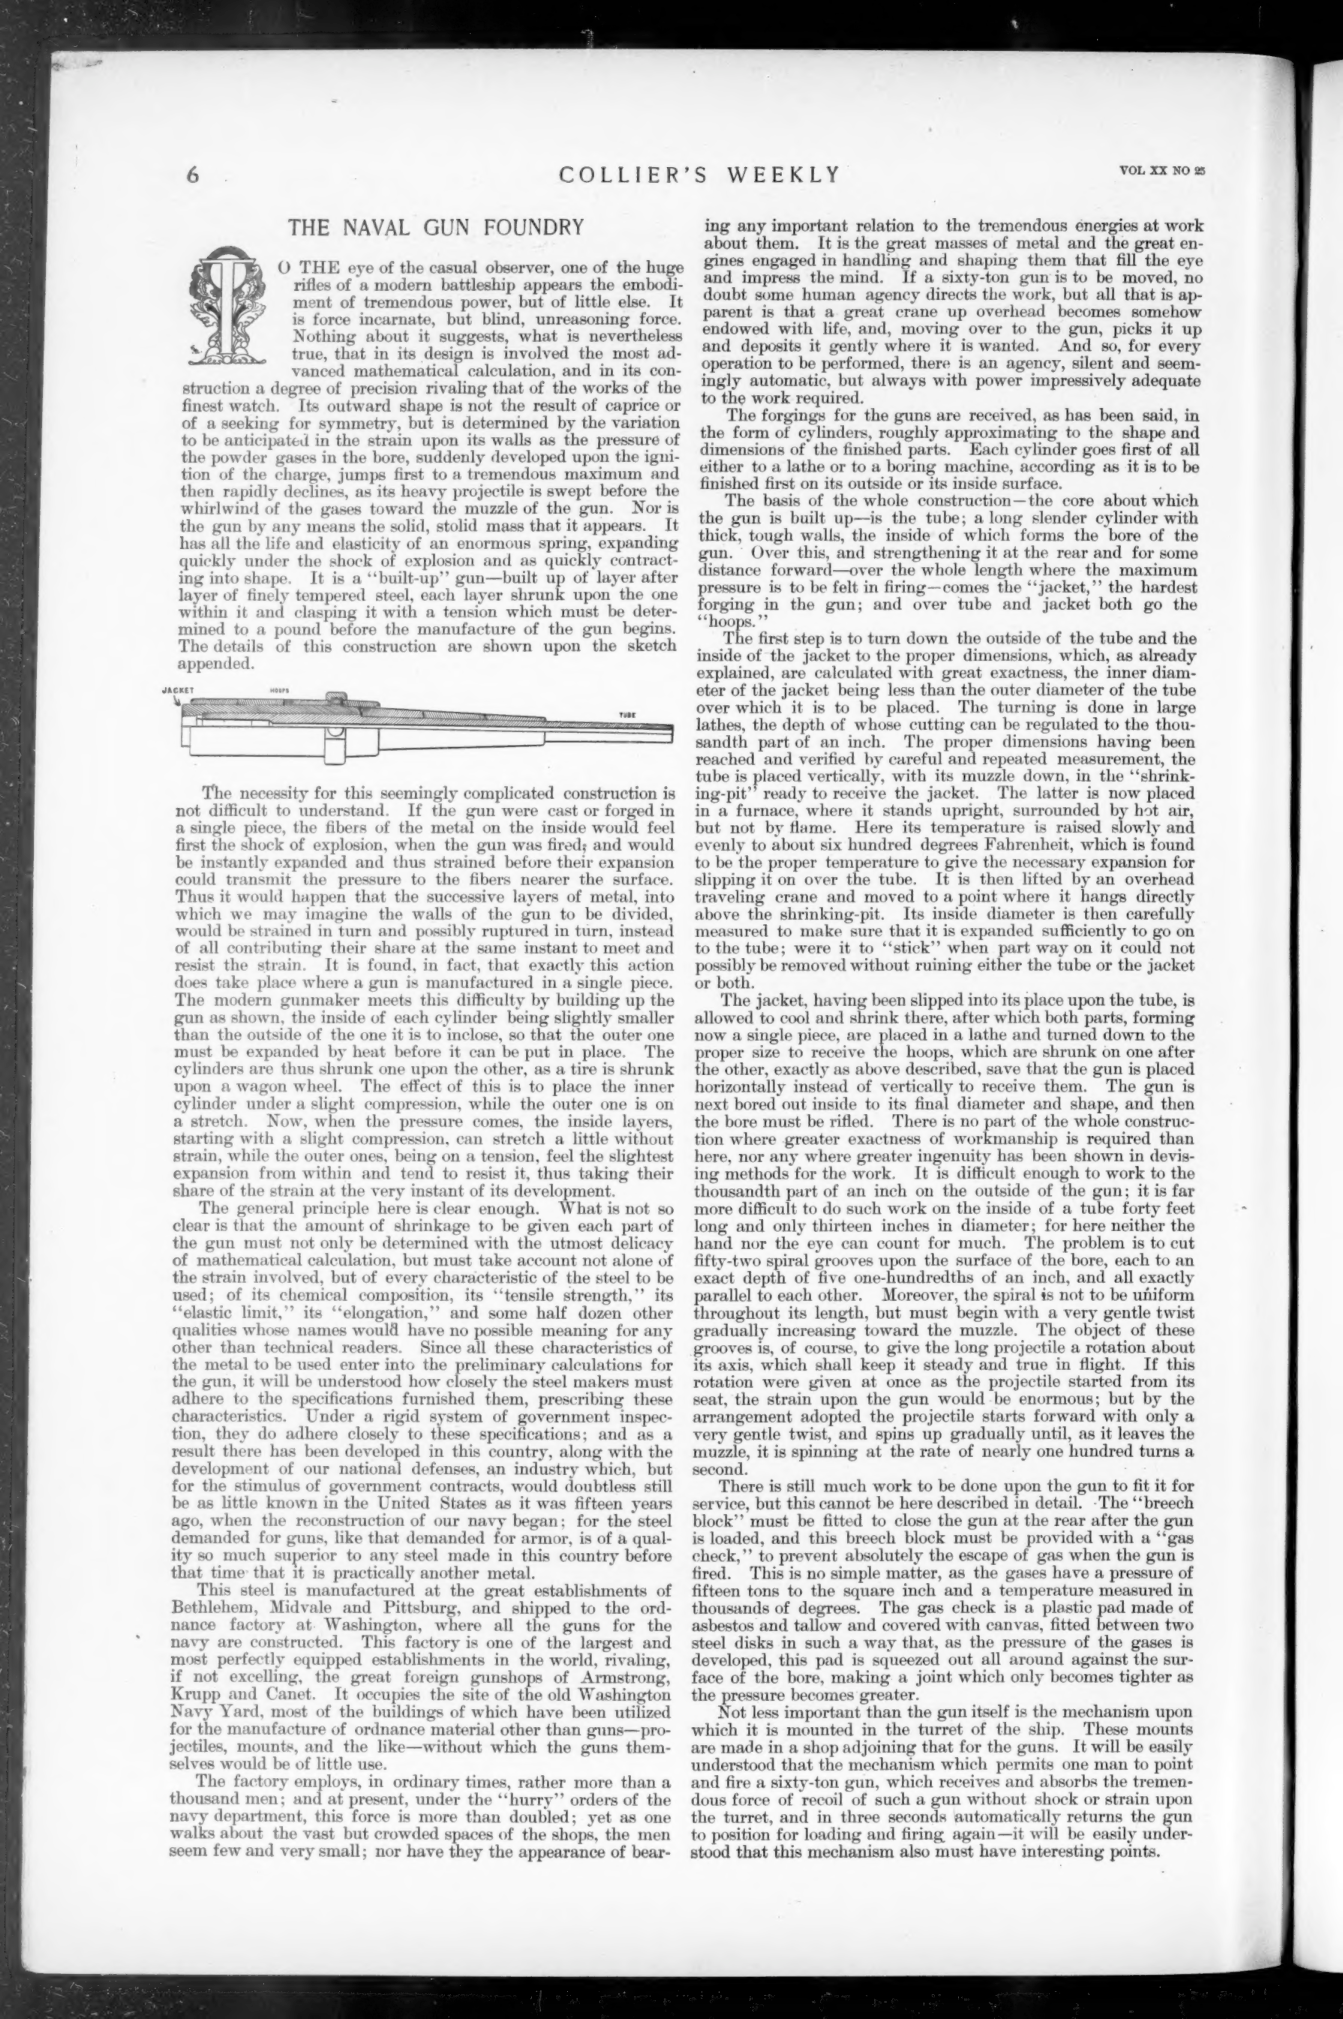 6
COLLIER'S WEEKLY
VOL XX NO 25
THE NAVAL GUN FOUNDRY
TO THE eye of the casual observer, one of the huge
rifles of a modern battleship appears the embodi-
ment of tremendous power, but of little else. It
is force incarnate, but blind, unreasoning force.
Nothing about it suggests, what is nevertheless
true, that in its design is involved the most ad-
vanced mathematical calculation, and in its con-
struction a degree of precision rivaling that of the works of the
finest watch. Its outward shape is not the result of caprice or
of a seeking for symmetry, but is determined by the variation
to be anticipated in the strain upon its walls as the pressure of
the powder gases in the bore, suddenly developed upon the igni-
tion of the charge, jumps first to a tremendous maximum and
then rapidly declines, as its heavy projectile is swept before the
whirlwind of the gases toward the muzzle of the gun. Nor is
the gun by any means the solid, stolid mass that it appears. It
has all the life and elasticity of an enormous spring, expanding
quickly under the shock of explosion and as quickly contract-
ing into shape. It is a "built-up" gun—built up of layer after
layer of finely tempered steel, each layer shrunk upon the one
within it and clasping it with a tension which must be deter-
mined to a pound before the manufacture of the gun begins.
The details of this construction are shown upon the sketch
appended.
JACKET
HOOPS
TUBE
The necessity for this seemingly complicated construction is
not difficult to understand. If the gun were cast or forged in
a single piece, the fibers of the metal on the inside would feel
first the shock of explosion, when the gun was fired; and would
be instantly expanded and thus strained before their expansion
could transmit the pressure to the fibers nearer the surface.
Thus it would happen that the successive layers of metal, into
which we may imagine the walls of the gun to be divided,
would be strained in turn and possibly ruptured in turn, instead
of all contributing their share at the same instant to meet and
resist the strain. It is found, in fact, that exactly this action
does take place where a gun is manufactured in a single piece.
The modern gunmaker meets this difficulty by building up the
gun as shown, the inside of each cylinder being slightly smaller
than the outside of the one it is to inclose, so that the outer one
must be expanded by heat before it can be put in place. The
cylinders are thus shrunk one upon the other, as a tire is shrunk
upon a wagon wheel. The effect of this is to place the inner
cylinder under a slight compression, while the outer one is on
a stretch. Now, when the pressure comes, the inside layers,
starting with a slight compression, can stretch a little without
strain, while the outer ones, being on a tension, feel the slightest
expansion from within and tend to resist it, thus taking their
share of the strain at the very instant of its development.
The general principle here is clear enough. What is not so
clear is that the amount of shrinkage to be given each part of
the gun must not only be determined with the utmost delicacy
of mathematical calculation, but must take account not alone of
the strain involved, but of every characteristic of the steel to be
used; of its chemical composition, its "tensile strength," its
"elastic limit," its "elongation," and some half dozen other
qualities whose names would have no possible meaning for any
other than technical readers. Since all these characteristics of
the metal to be used enter into the preliminary calculations for
the gun, it will be understood how closely the steel makers must
adhere to the specifications furnished them, prescribing these
characteristics. Under a rigid system of government inspec-
tion, they do adhere closely to these specifications; and as a
result there has been developed in this country, along with the
development of our national defenses, an industry which, but
for the stimulus of government contracts, would doubtless still
be as little known in the United States as it was fifteen years
ago, when the reconstruction of our navy began; for the steel
demanded for guns, like that demanded for armor, is of a qual-
ity so much superior to any steel made in this country before
that time that it is practically another metal.
This steel is manufactured at the great establishments of
Bethlehem, Midvale and Pittsburg, and shipped to the ord-
nance factory at Washington, where all the guns for the
navy are constructed. This factory is one of the largest and
most perfectly equipped establishments in the world, rivaling,
if not excelling, the great foreign gunshops of Armstrong,
Krupp and Canet. It occupies the site of the old Washington
Navy Yard, most of the buildings of which have been utilized
for the manufacture of ordnance material other than guns—pro-
jectiles, mounts, and the like—without which the guns them-
selves would be of little use.
The factory employs, in ordinary times, rather more than a
thousand men; and at present, under the "hurry" orders of the
navy department, this force is more than doubled; yet as one
walks about the vast but crowded spaces of the shops, the men
seem few and very small; nor have they the appearance of bear-
ing any important relation to the tremendous energies at work
about them. It is the great masses of metal and the great en-
gines engaged in handling and shaping them that fill the eye
and impress the mind. If a sixty-ton gun is to be moved, no
doubt some human agency directs the work, but all that is ap-
parent is that a great crane up overhead becomes somehow
endowed with life, and, moving over to the gun, picks it up
and deposits it gently where it is wanted. And so, for every
operation to be performed, there is an agency, silent and seem-
ingly automatic, but always with power impressively adequate
to the work required.
The forgings for the guns are received, as has been said, in
the form of cylinders, roughly approximating to the shape and
dimensions of the finished parts. Each cylinder goes first of all
either to a lathe or to a boring machine, according as it is to be
finished first on its outside or its inside surface.
The basis of the whole construction—the core about which
the gun is built up—is the tube; a long slender cylinder with
thick, tough walls, the inside of which forms the bore of the
gun. Over this, and strengthening it at the rear and for some
distance forward—over the whole length where the maximum
pressure is to be felt in firing—comes the "jacket," the hardest
forging in the gun; and over tube and jacket both go the
"hoops."
The first step is to turn down the outside of the tube and the
inside of the jacket to the proper dimensions, which, as already
explained, are calculated with great exactness, the inner diam-
eter of the jacket being less than the outer diameter of the tube
over which it is to be placed. The turning is done in large
lathes, the depth of whose cutting can be regulated to the thou-
sandth part of an inch. The proper dimensions having been
reached and verified by careful and repeated measurement, the
tube is placed vertically, with its muzzle down, in the "shrink-
ing-pit" ready to receive the jacket. The latter is now placed
in a furnace, where it stands upright, surrounded by hot air,
but not by flame. Here its temperature is raised slowly and
evenly to about six hundred degrees Fahrenheit, which is found
to be the proper temperature to give the necessary expansion for
slipping it on over the tube. It is then lifted by an overhead
traveling crane and moved to a point where it hangs directly
above the shrinking-pit. Its inside diameter is then carefully
measured to make sure that it is expanded sufficiently to go on
to the tube; were it to "stick" when part way on it could not
possibly be removed without ruining either the tube or the jacket
or both.
The jacket, having been slipped into its place upon the tube, is
allowed to cool and shrink there, after which both parts, forming
now a single piece, are placed in a lathe and turned down to the
proper size to receive the hoops, which are shrunk on one after
the other, exactly as above described, save that the gun is placed
horizontally instead of vertically to receive them. The gun is
next bored out inside to its final diameter and shape, and then
the bore must be rifled. There is no part of the whole construc-
tion where greater exactness of workmanship is required than
here, nor any where greater ingenuity has been shown in devis-
ing methods for the work. It is difficult enough to work to the
thousandth part of an inch on the outside of the gun; it is far
more difficult to do such work on the inside of a tube forty feet
long and only thirteen inches in diameter; for here neither the
hand nor the eye can count for much. The problem is to cut
fifty-two spiral grooves upon the surface of the bore, each to an
exact depth of five one-hundredths of an inch, and all exactly
parallel to each other. Moreover, the spiral is not to be uniform
throughout its length, but must begin with a very gentle twist
gradually increasing toward the muzzle. The object of these
grooves is, of course, to give the long projectile a rotation about
its axis, which shall keep it steady and true in flight. If this
rotation were given at once as the projectile started from its
seat, the strain upon the gun would be enormous; but by the
arrangement adopted the projectile starts forward with only a
very gentle twist, and spins up gradually until, as it leaves the
muzzle, it is spinning at the rate of nearly one hundred turns a
second.
There is still much work to be done upon the gun to fit it for
service, but this cannot be here described in detail. The "breech
block" must be fitted to close the gun at the rear after the gun
is loaded, and this breech block must be provided with a "gas
check," to prevent absolutely the escape of gas when the gun is
fired. This is no simple matter, as the gases have a pressure of
fifteen tons to the square inch and a temperature measured in
thousands of degrees. The gas check is a plastic pad made of
asbestos and tallow and covered with canvas, fitted between two
steel disks in such a way that, as the pressure of the gases is
developed, this pad is squeezed out all around against the sur-
face of the bore, making a joint which only becomes tighter as
the pressure becomes greater.
Not less important than the gun itself is the mechanism upon
which it is mounted in the turret of the ship. These mounts
are made in a shop adjoining that for the guns. It will be easily
understood that the mechanism which permits one man to point
and fire a sixty-ton gun, which receives and absorbs the tremen-
dous force of recoil of such a gun without shock or strain upon
the turret, and in three seconds automatically returns the gun
to position for loading and firing again—it will be easily under-
stood that this mechanism also must have interesting points.